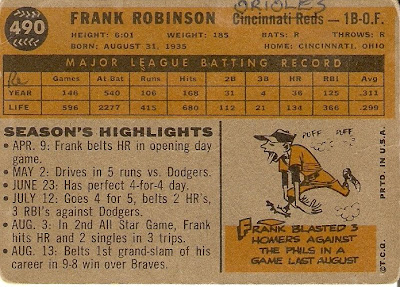 490
FRANK ROBINSON
ORIOLES
Cincinnati Reds — 1B-O.F.
HEIGHT: 6:01 WEIGHT: 185 BATS: R THROWS: R
BORN: AUGUST 31, 1935 HOME: CINCINNATI, OHIO
MAJOR LEAGUE BATTING RECORD
Games At.Bat Runs Hits 2B 3B HR RBI B.Avg.
YEAR 146 540 106 168 31 4 36 125 .311
LIFE 596 2277 415 680 112 21 134 366 .299
SEASON'S HIGHLIGHTS
• APR. 9: Frank belts HR in opening day
game.
• MAY 2: Drives in 5 runs vs. Dodgers.
• JUNE 23: Has perfect 4-for-4 day.
• JULY 12: Goes 4 for 5, belts 2 HR's,
3 RBI's against Dodgers.
• AUG. 3: In 2nd All Star Game, Frank
hits HR and 2 singles in 3 trips.
• AUG. 13: Belts 1st grand-slam of his
career in 9-8 win over Braves.
PUFF PUFF
FRANK BLASTED 3
HOMERS AGAINST
THE PHILS IN A
GAME LAST AUGUST
©T.C.G. PRTD. IN U.S.A.